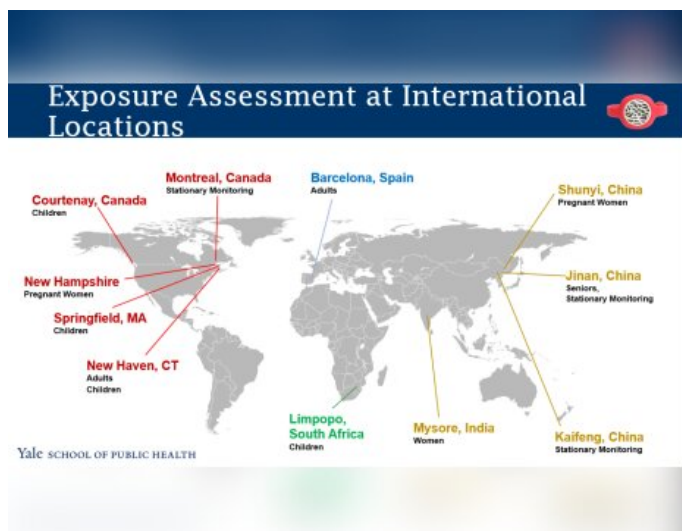 Exposure Assessment at International
Locations
Montreal, Canada
Stationary Monitoring
Barcelona, Spain
Adults
Shunyi, China
Pregnant Women
Courtenay, Canada
Children
New Hampshire
Pregnant Women
Jinan, China
Seniors,
Stationary Monitoring
Springfield, MA
Children
New Haven, CT
Adults
Children
Limpopo,
South Africa
Children
Mysore, India
Women
Kaifeng, China
Stationary Monitoring
Yale SCHOOL OF PUBLIC HEALTH